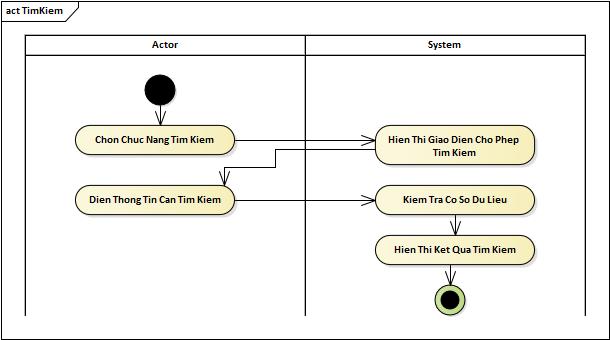 act TimKiem
Actor
System
Chon Chuc Nang Tim Kiem
Hien Thi Giao Dien Cho Phep
Tim Kiem
Dien Thong Tin Can Tim Kiem
Kiem Tra Co So Du Lieu
Hien Thi Ket Qua Tim Kiem